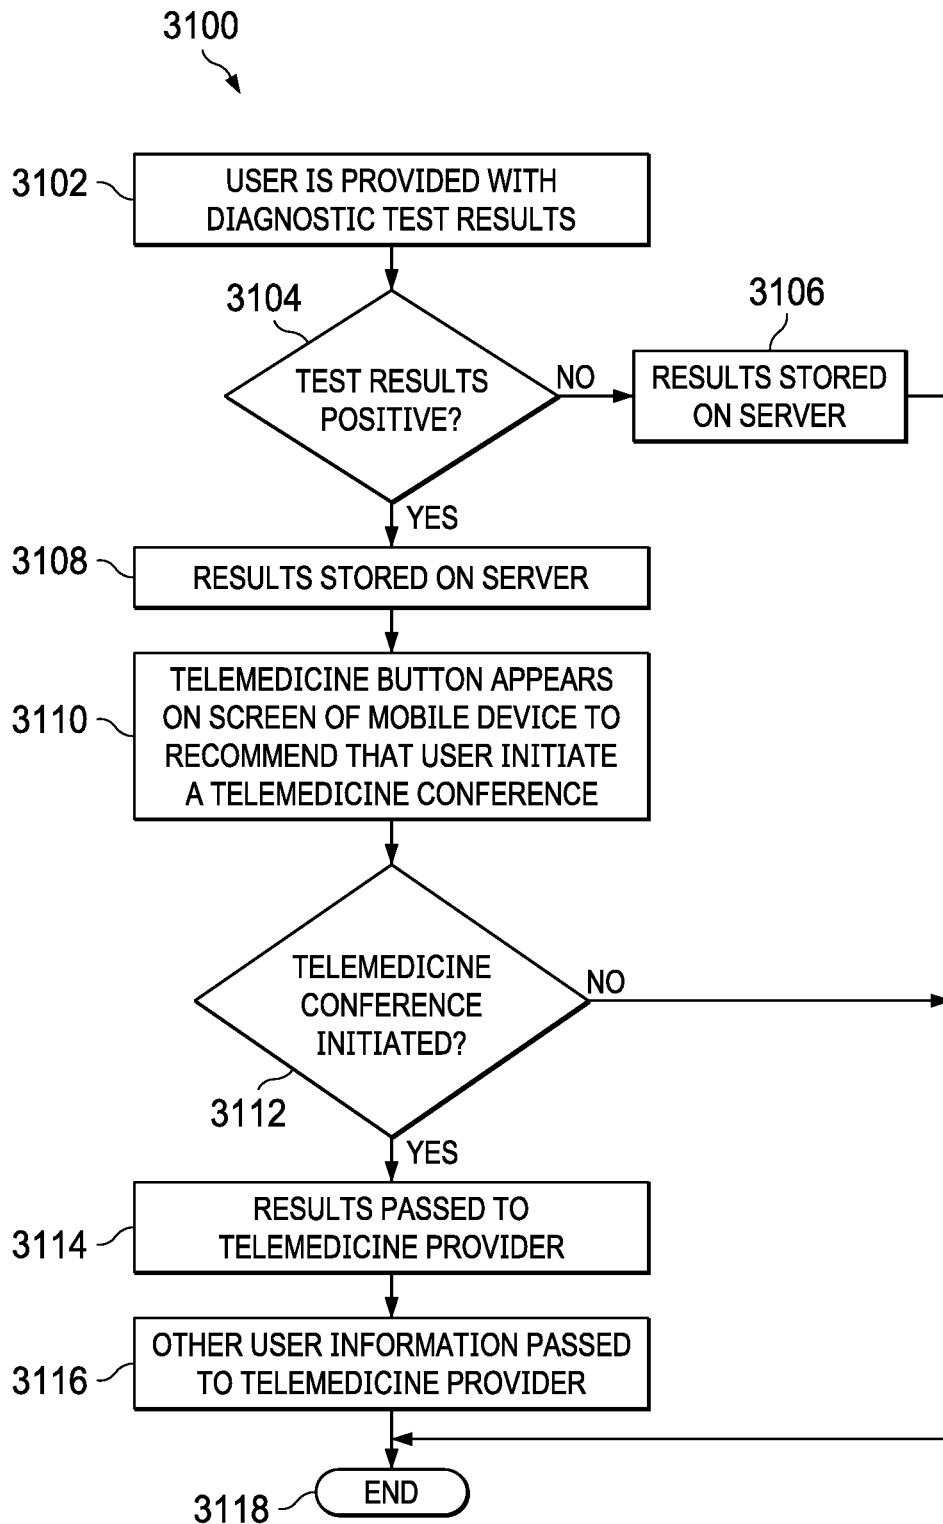 3100
3102
USER IS PROVIDED WITH
DIAGNOSTIC TEST RESULTS
3104
TEST RESULTS
POSITIVE?
NO
3106
RESULTS STORED
ON SERVER
YES
3108
RESULTS STORED ON SERVER
3110
TELEMEDICINE BUTTON APPEARS
ON SCREEN OF MOBILE DEVICE TO
RECOMMEND THAT USER INITIATE
A TELEMEDICINE CONFERENCE
TELEMEDICINE
CONFERENCE
INITIATED?
NO
3112
YES
3114
RESULTS PASSED TO
TELEMEDICINE PROVIDER
3116
OTHER USER INFORMATION PASSED
TO TELEMEDICINE PROVIDER
3118
END